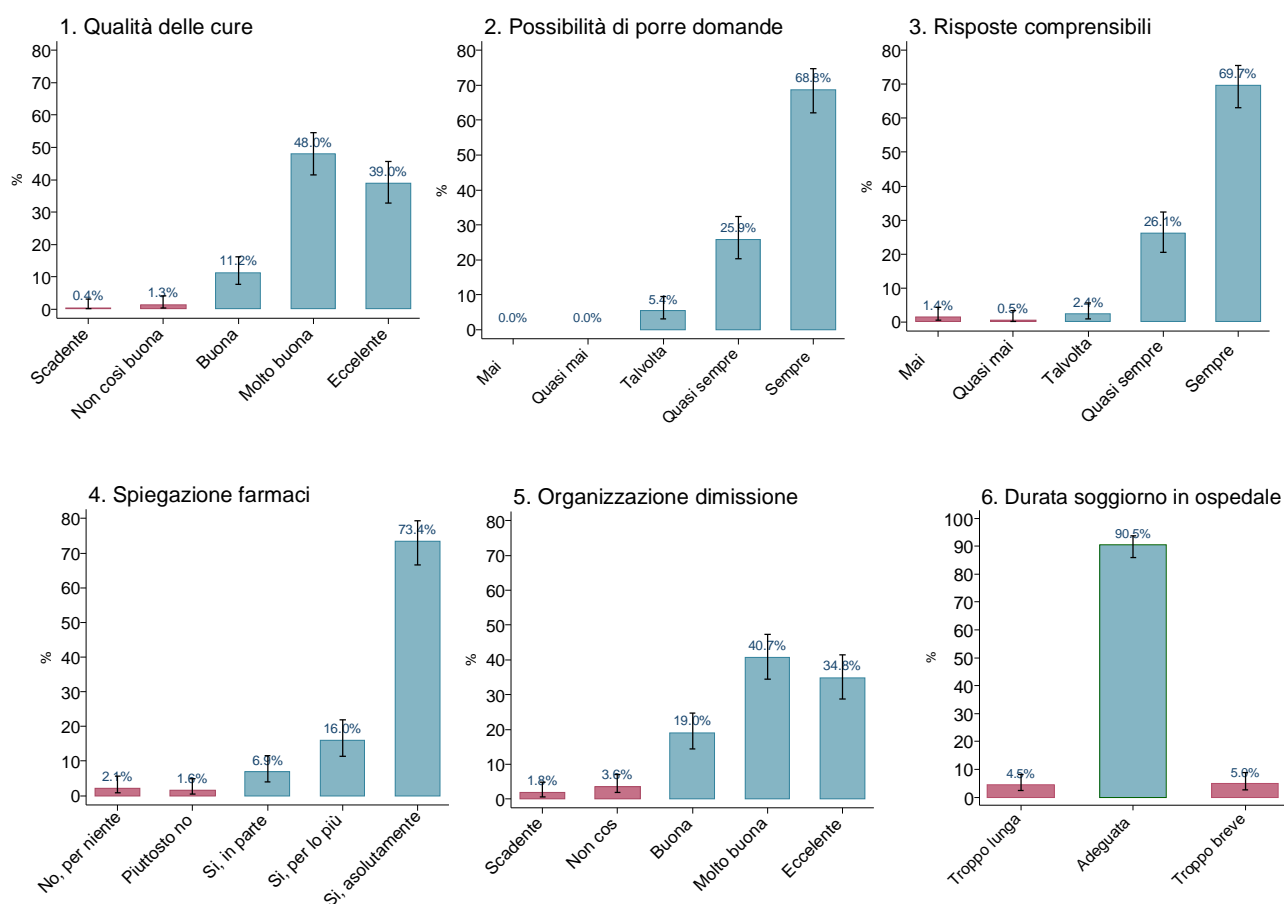 1. Qualità delle cure
80
70
60
50
40
30
20
10
0
%
0.4%
1.3%
11.2%
48.0%
39.0%
Scadente
Non così buona
Buona
Molto buona
Eccelente
2. Possibilità di porre domande
80
70
60
50
40
30
20
10
0
%
0.0%
0.0%
5.4%
25.9%
68.8%
Mai
Quasi mai
Talvolta
Quasi sempre
Sempre
3. Risposte comprensibili
80
70
60
50
40
30
20
10
0
%
1.4%
0.5%
2.4%
26.1%
69.7%
Mai
Quasi mai
Talvolta
Quasi sempre
Sempre
4. Spiegazione farmaci
80
70
60
50
40
30
20
10
0
%
2.1%
1.6%
6.9%
16.0%
73.4%
No, per niente
Piuttosto no
Si, in parte
Si, per lo più
Si, asolutamente
5. Organizzazione dimissione
80
70
60
50
40
30
20
10
0
%
1.8%
3.6%
19.0%
40.7%
34.8%
Scadente
Non cos
Buona
Molto buona
Eccelente
6. Durata soggiorno in ospedale
100
90
80
70
60
50
40
30
20
10
0
%
4.5%
90.5%
5.0%
Troppo lunga
Adeguata
Troppo breve